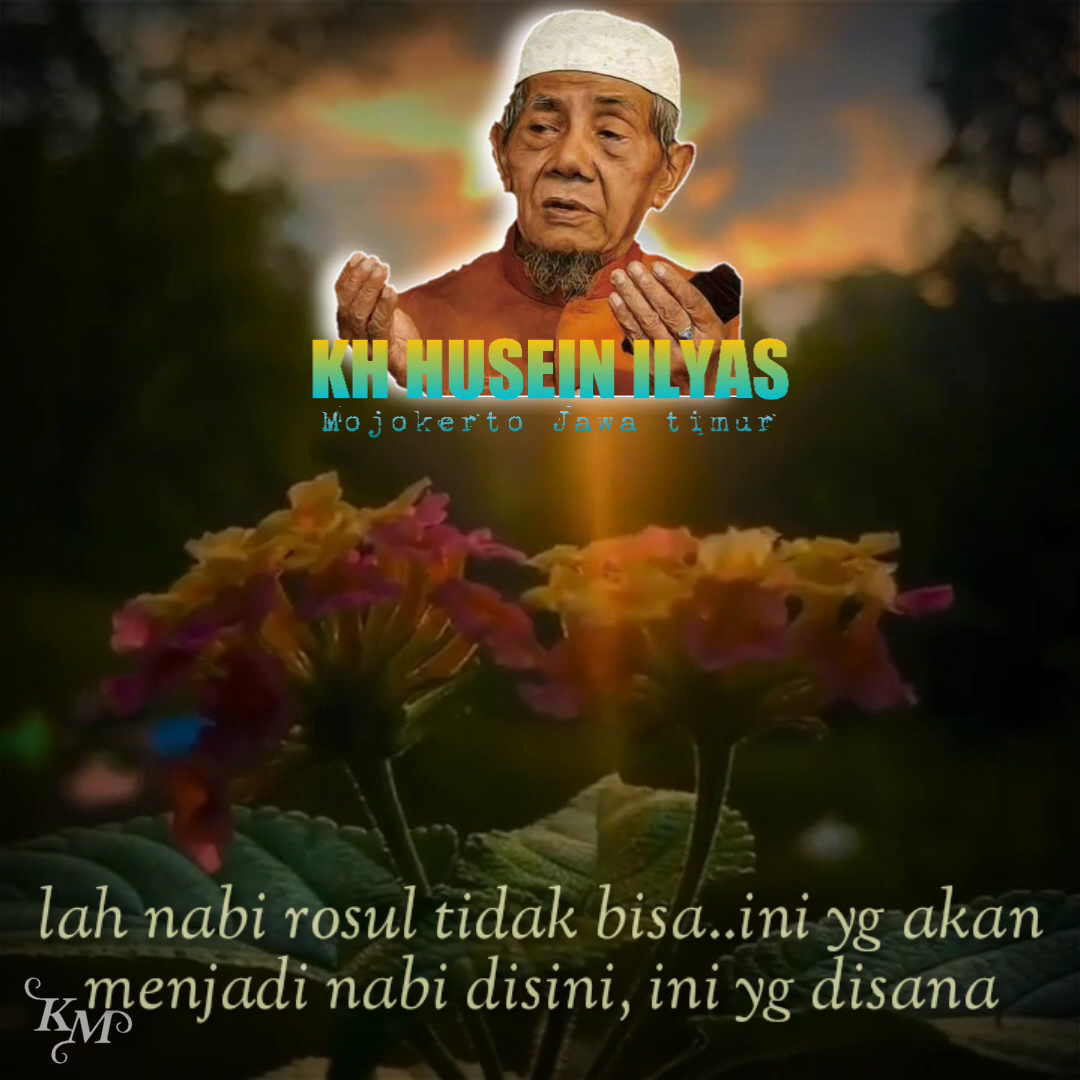 KH HUSEIN ILYAS
Mojokerto Jawa timur
lah nabi rosul tidak bisa..ini yg akan
menjadi nabi disini, ini yg disana
KM